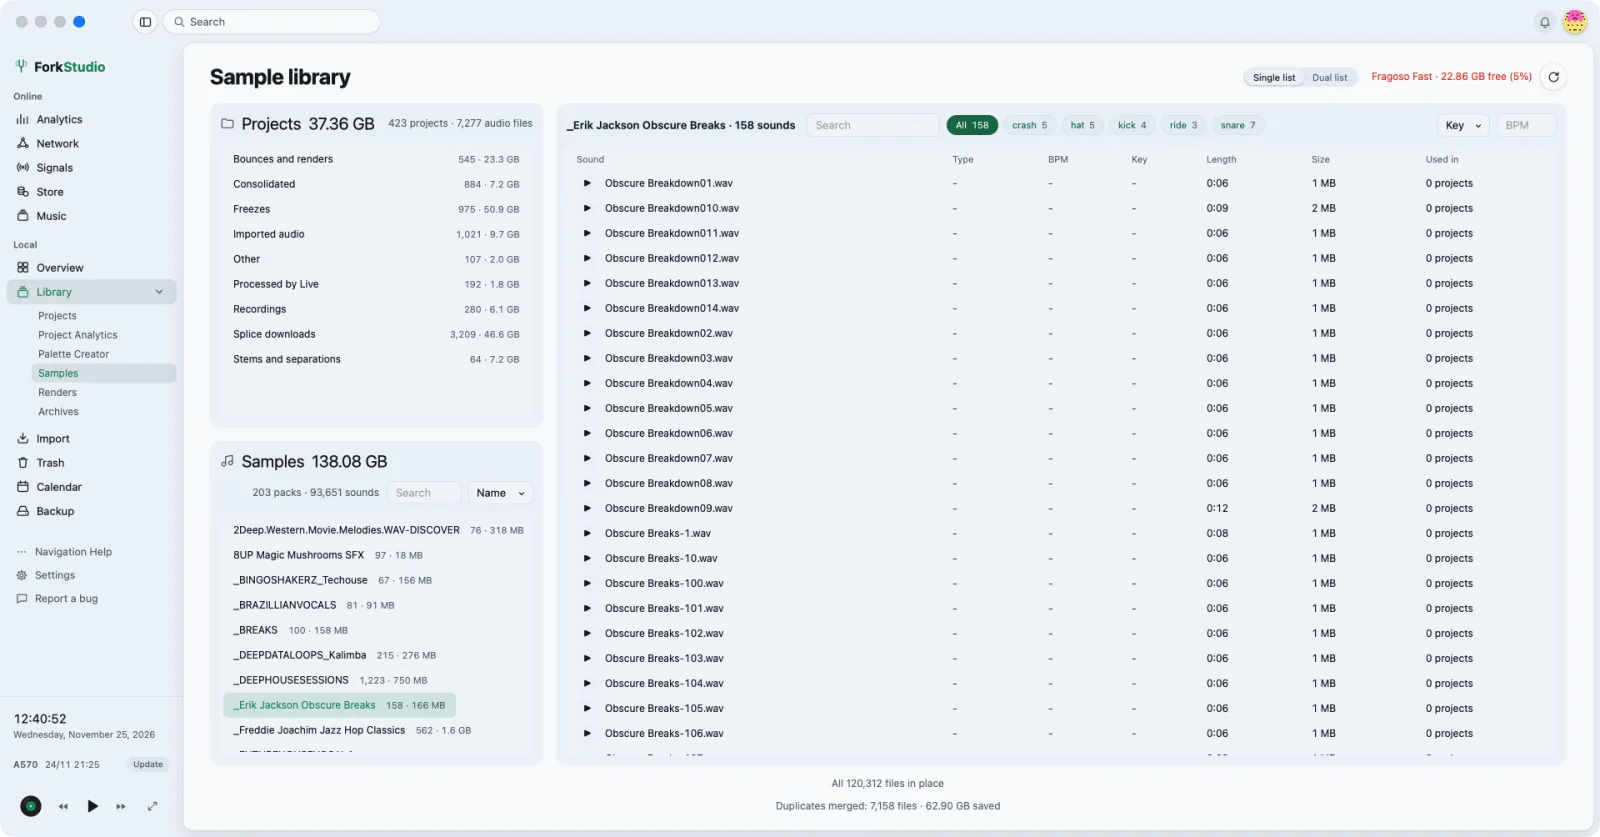 Search
ForkStudio
Online
Analytics
Network
Signals
Store
Music
Local
Overview
Library
Projects
Project Analytics
Palette Creator
Samples
Renders
Archives
Import
Trash
Calendar
Backup
Navigation Help
Settings
Report a bug
12:40:52
Wednesday, November 25, 2026
A570 24/11 21:25 Update
Sample library
Single list Dual list Fragoso Fast · 22.86 GB free (5%)
Projects 37.36 GB 423 projects · 7,277 audio files
Bounces and renders 545 · 23.3 GB
Consolidated 884 · 7.2 GB
Freezes 975 · 50.9 GB
Imported audio 1,021 · 9.7 GB
Other 107 · 2.0 GB
Processed by Live 192 · 1.8 GB
Recordings 280 · 6.1 GB
Splice downloads 3,209 · 46.6 GB
Stems and separations 64 · 7.2 GB
Samples 138.08 GB
203 packs · 93,651 sounds Search Name
2Deep.Western.Movie.Melodies.WAV-DISCOVER 76 · 318 MB
8UP Magic Mushrooms SFX 97 · 18 MB
_BINGOSHAKERZ_Techouse 67 · 156 MB
_BRAZILLIANVOCALS 81 · 91 MB
_BREAKS 100 · 158 MB
_DEEPDATALOOPS_Kalimba 215 · 276 MB
_DEEPHOUSESESSIONS 1,223 · 750 MB
_Erik Jackson Obscure Breaks 158 · 166 MB
_Freddie Joachim Jazz Hop Classics 562 · 1.6 GB
_Erik Jackson Obscure Breaks · 158 sounds Search All 158 crash 5 hat 5 kick 4 ride 3 snare 7 Key BPM
Sound Type BPM Key Length Size Used in
Obscure Breakdown01.wav - - - 0:06 1 MB 0 projects
Obscure Breakdown010.wav - - - 0:09 2 MB 0 projects
Obscure Breakdown011.wav - - - 0:06 1 MB 0 projects
Obscure Breakdown012.wav - - - 0:06 1 MB 0 projects
Obscure Breakdown013.wav - - - 0:06 1 MB 0 projects
Obscure Breakdown014.wav - - - 0:06 1 MB 0 projects
Obscure Breakdown02.wav - - - 0:06 1 MB 0 projects
Obscure Breakdown03.wav - - - 0:06 1 MB 0 projects
Obscure Breakdown04.wav - - - 0:06 1 MB 0 projects
Obscure Breakdown05.wav - - - 0:06 1 MB 0 projects
Obscure Breakdown06.wav - - - 0:06 1 MB 0 projects
Obscure Breakdown07.wav - - - 0:06 1 MB 0 projects
Obscure Breakdown08.wav - - - 0:06 1 MB 0 projects
Obscure Breakdown09.wav - - - 0:12 2 MB 0 projects
Obscure Breaks-1.wav - - - 0:08 1 MB 0 projects
Obscure Breaks-10.wav - - - 0:06 1 MB 0 projects
Obscure Breaks-100.wav - - - 0:06 1 MB 0 projects
Obscure Breaks-101.wav - - - 0:06 1 MB 0 projects
Obscure Breaks-102.wav - - - 0:06 1 MB 0 projects
Obscure Breaks-103.wav - - - 0:06 1 MB 0 projects
Obscure Breaks-104.wav - - - 0:06 1 MB 0 projects
Obscure Breaks-105.wav - - - 0:06 1 MB 0 projects
Obscure Breaks-106.wav - - - 0:06 1 MB 0 projects
All 120,312 files in place
Duplicates merged: 7,158 files · 62.90 GB saved